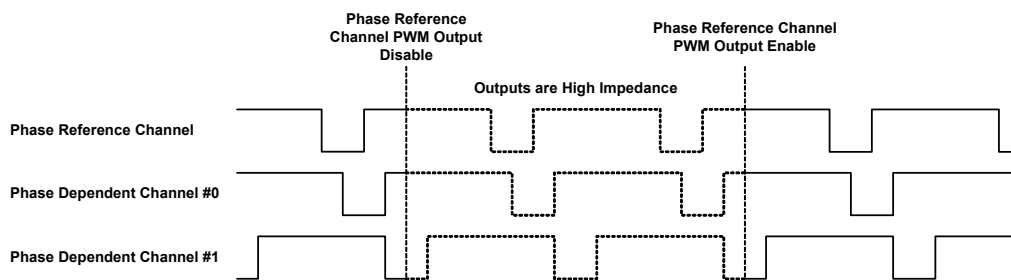 Phase Reference
Channel PWM Output
Disable
Phase Reference Channel
PWM Output Enable
Outputs are High Impedance
Phase Reference Channel
Phase Dependent Channel #0
Phase Dependent Channel #1